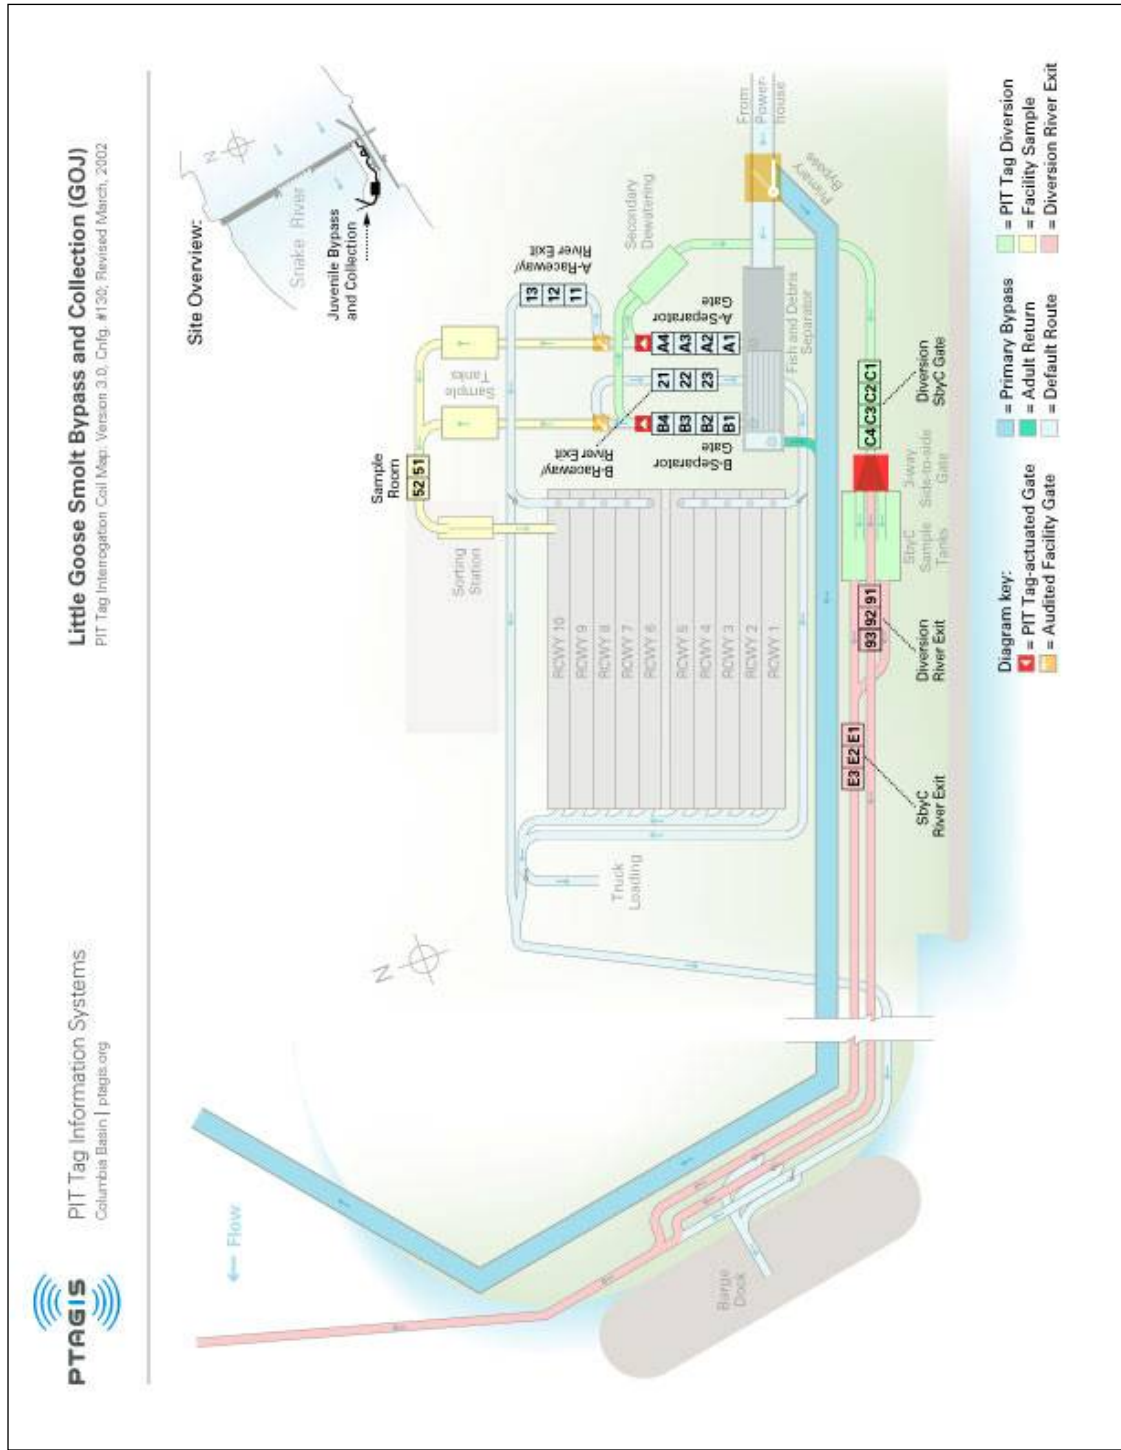 PTAGIS
PIT Tag Information Systems
Columbia Basin | ptagis.org
Little Goose Smolt Bypass and Collection (GOJ)
PIT Tag Interrogation Coil Map: Version 3.0, Cnfg. #130; Revised March, 2002
Flow
N
Site Overview:
N
Snake River
Juvenile Bypass
and Collection
Sample
Room
52 51
Sorting
Station
Sample
Tanks
A-Raceway/
River Exit
13
12
11
B-Raceway/
River Exit
21
22
23
Secondary
Dewatering
A-Separator
Gate
A4
A3
A2
A1
B-Separator
Gate
B4
B3
B2
B1
From
Power-
house
Primary
Bypass
Fish and Debris
Separator
RCWY 10
RCWY 9
RCWY 8
RCWY 7
RCWY 6
RCWY 5
RCWY 4
RCWY 3
RCWY 2
RCWY 1
Truck
Loading
Barge
Dock
E3 E2 E1
SbyC
River Exit
93 92 91
Diversion
River Exit
SbyC
Sample
Tanks
3-way
Side-to-side
Gate
C4 C3 C2 C1
Diversion
SbyC Gate
Diagram key:
= PIT Tag-actuated Gate
= Audited Facility Gate
= Primary Bypass
= Adult Return
= Default Route
= PIT Tag Diversion
= Facility Sample
= Diversion River Exit